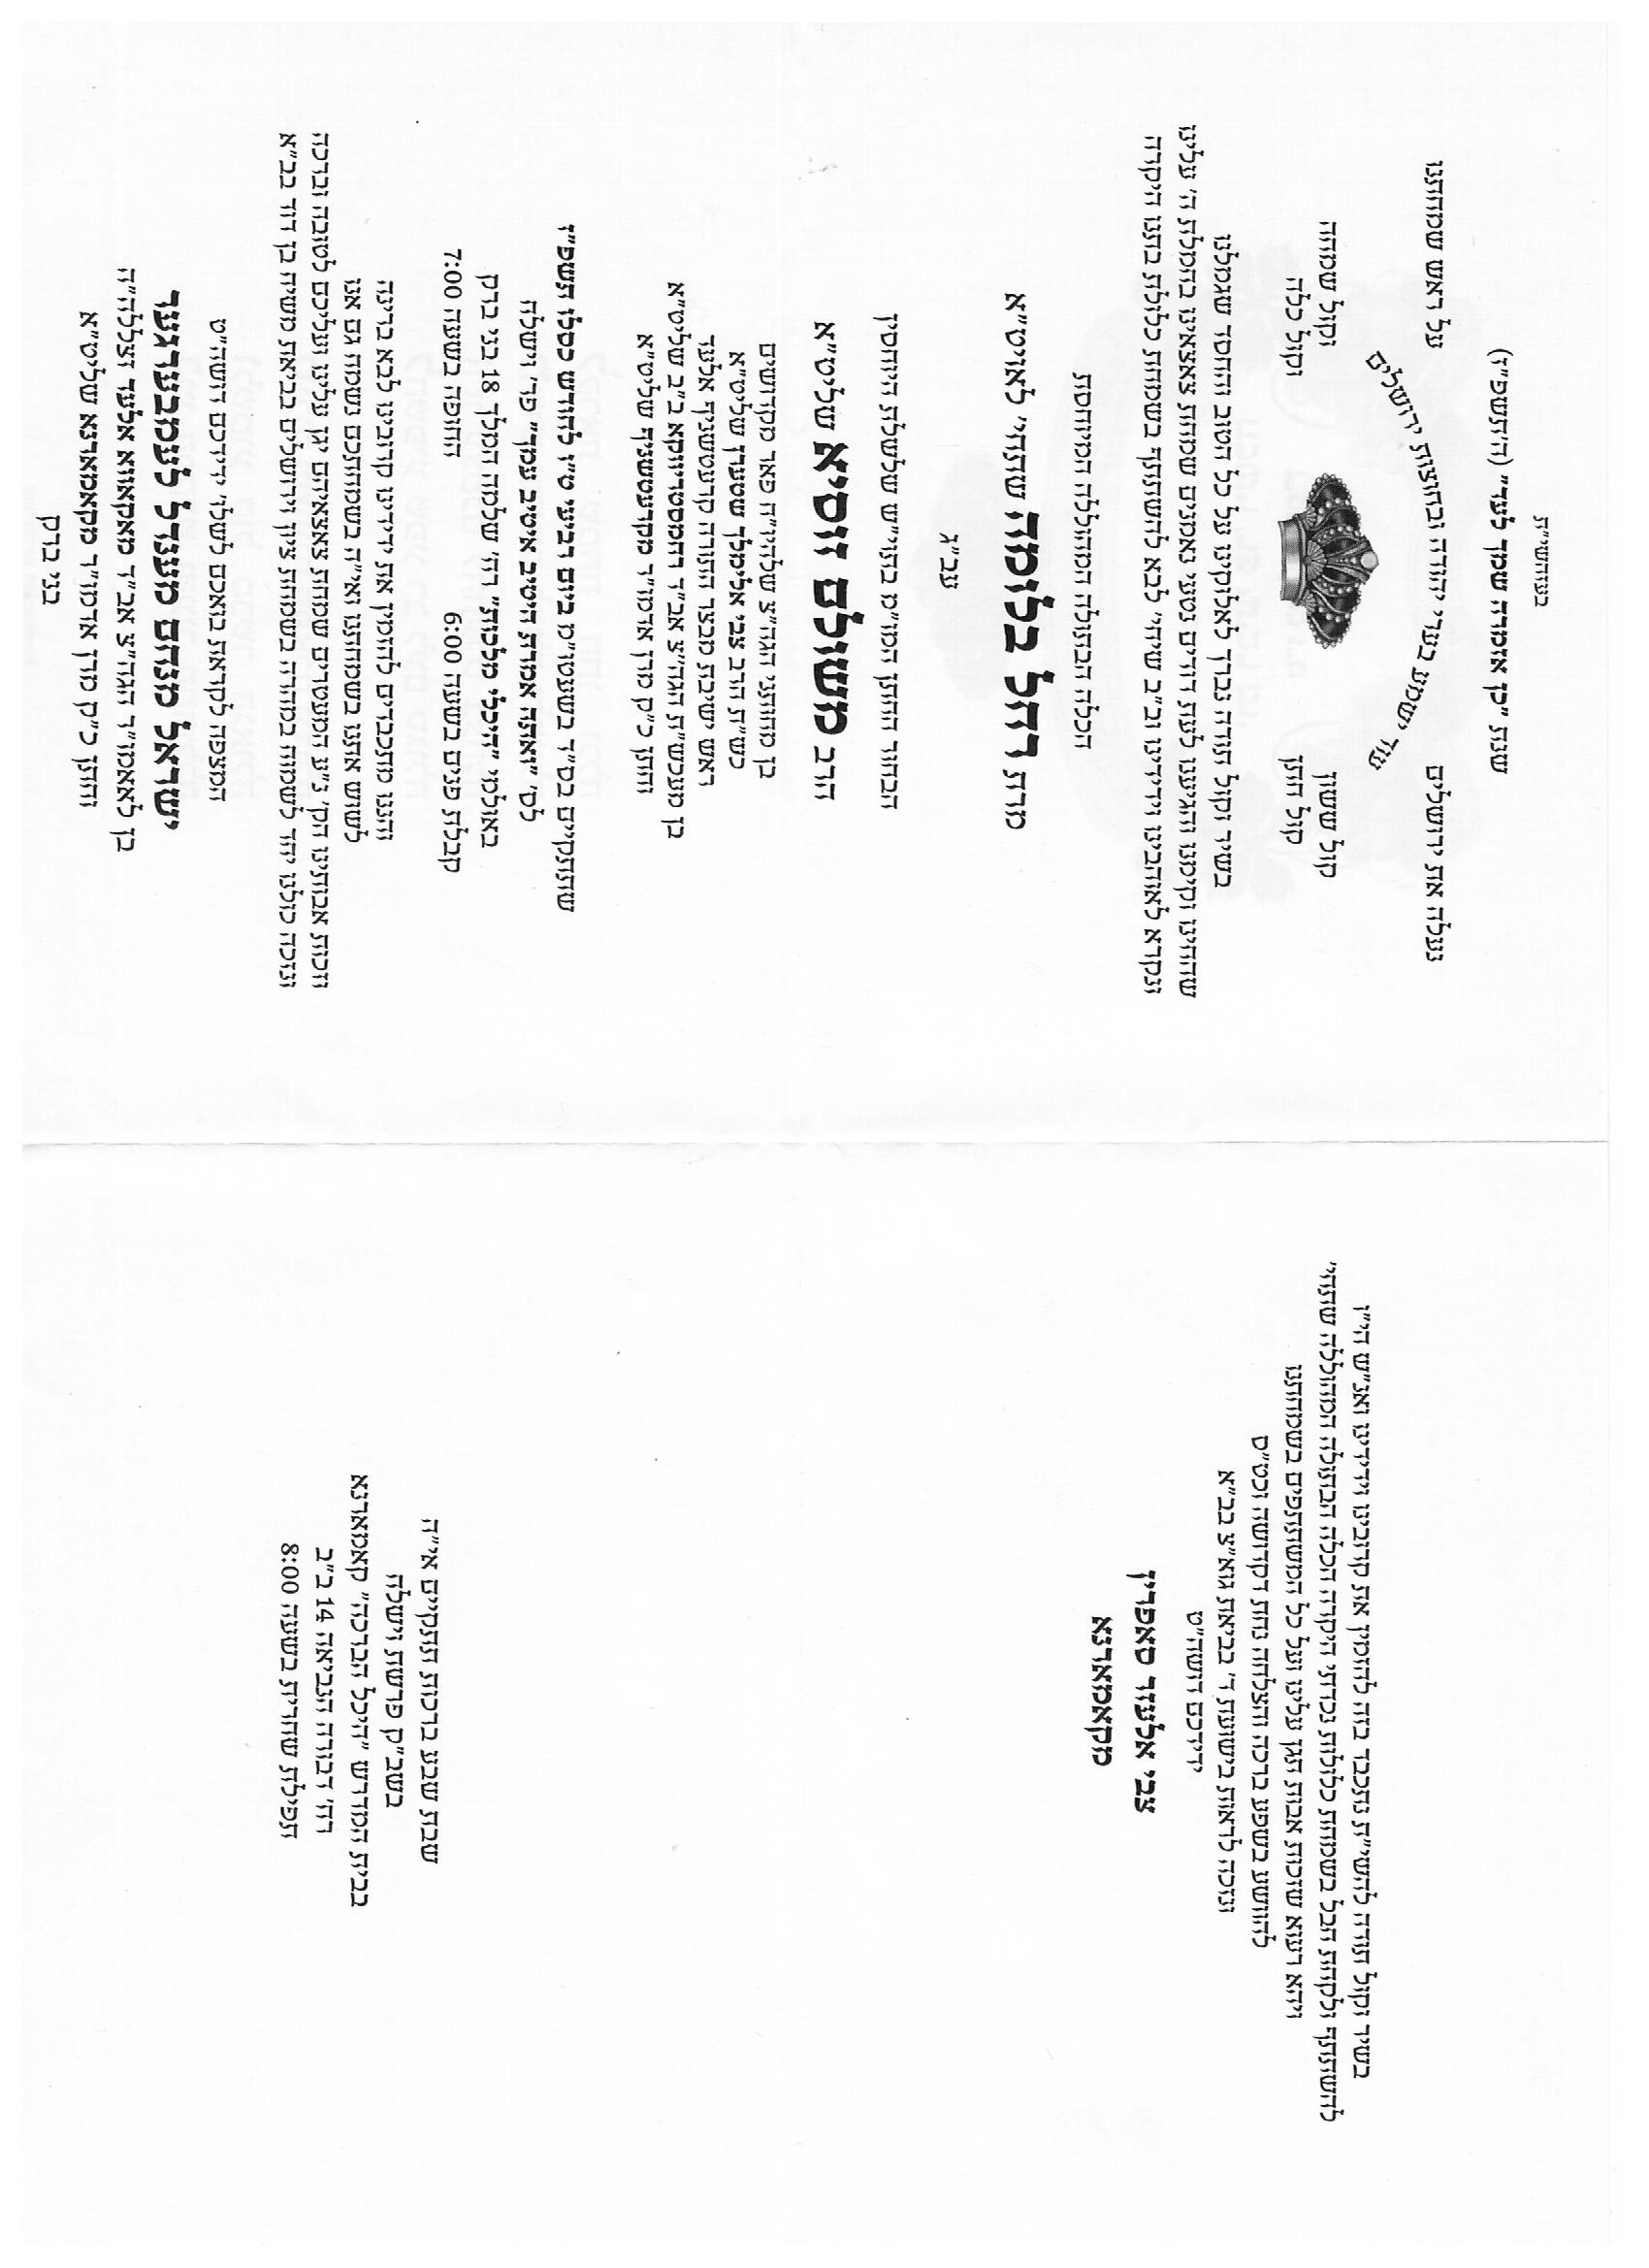 בעזהשי״ת
שנת ״כן אזמרה שמך לעד״ (ה׳תשפ״ז)
נעלה את ירושלים על ראש שמחתנו
עוד ישמע בערי יהודה ובחוצות ירושלים
קול ששון וקול שמחה
קול חתן וקול כלה
בשיר וקול תודה נברך לאלוקינו על כל הטוב והחסד שגמלנו
שהחינו וקימנו והגיענו לעת דודים נטעי נאמנים שמחת צאצאינו בחמלת ה׳ עלינו
ונקרא לאוהבינו וידידינו וב״ב שיחי׳ לבא להשתתף בשמחת כלולת בתנו היקרה
הכלה הבתולה המהוללה המיוחסת
מרת רחל בלומה שתחי׳ לאויט״א
עב״ג
הבחור החתן המו״מ בתוי״ש שלשלת היוחסין
הרב משולם זוסיא שליט״א
בן מחותני הגה״צ שלהיו״ח פאר מקדושים
כש״ת הרב צבי אלימלך שטערן שליט״א
ראש ישיבת מבצר התורה קרעטשניף אלעד
בן מעכש״ת הגה״צ אב״ד רחמסטריווקא ב״ב שליט״א
וחתן כ״ק מרן אדמו״ר מקרעטשניף שליט״א
שתתקיים בס״ד בשעטו״מ ביום רביעי ט״ו לחודש כסלו תשפ״ז
לס׳ ״ואתה אמרת היטיב איטיב עמך״ פר׳ וישלח
באולמי ״היכלי מלכות״ רח׳ שלמה המלך 18 בני ברק
קבלת פנים בשעה 6:00 החופה בשעה 7:00
והננו מתכבדים להזמין את ידידינו קרובינו לבא ברינה
לשוש אתנו בשמחתנו ואי״ה בשמחתכם נשמח גם אנו
וזכות אבותינו הק׳ נ״ע המעטרים שמחת צאצאיהם יגן עלינו ועליכם לטובה וברכה
ונזכה כולנו יחד לשמוח במהרה בשמחת ציון וירושלים בביאת משיח בן דוד בב״א
המצפה לקראת בואכם לשלו׳ ידידכם דושה״ט
ישראל מנחם מענדל לעמבערגער
בן לאאמו״ר הגה״צ אב״ד מאקאווא אלעד זצללה״ה
וחתן כ״ק מרן אדמו״ר מקאמארנא שליט״א
בני ברק
בשיר וקול תודה להשי״ת נתכבד בזה להזמין את קרובינו וידידינו ואנ״ש הי״ו
להשתתף ולקחת חבל בשמחת כלולות נכדתי היקרה הכלה הבתולה המהוללה שתחי׳
ויהא רעוא שזכות אבות תגן עלינו ועל כל המשתתפים בשמחתנו
להוושע בשפע ברכה והצלחה נחת דקדושה וכט״ס
ונזכה לראות בישועת ד׳ בביאת גוא״צ בב״א
ידידכם דושה״ט
צבי אלעזר סאפרין
מקאמארנא
שבת שבע ברכות תתקיים אי״ה
בשב״ק פרשת וישלח
בבית המדרש ״היכל הברכה״ קאמארנא
רח׳ דבורה הנביאה 14 ב״ב
תפילת שחרית בשעה 8:00